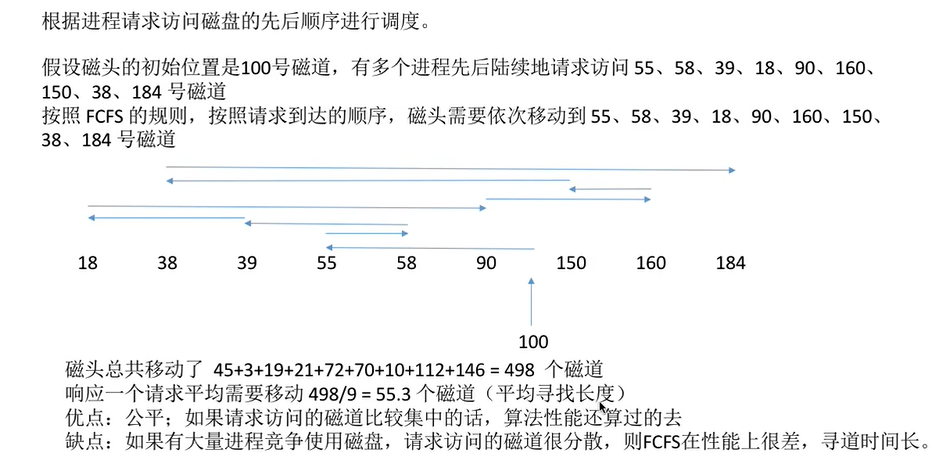 根据进程请求访问磁盘的先后顺序进行调度。
假设磁头的初始位置是100号磁道，有多个进程先后陆续地请求访问 55、58、39、18、90、160、
150、38、184 号磁道
按照 FCFS 的规则，按照请求到达的顺序，磁头需要依次移动到 55、58、39、18、90、160、150、
38、184 号磁道
18 38 39 55 58 90 150 160 184
100
磁头总共移动了 45+3+19+21+72+70+10+112+146 = 498 个磁道
响应一个请求平均需要移动 498/9 = 55.3 个磁道（平均寻找长度）
优点：公平；如果请求访问的磁道比较集中的话，算法性能还算过的去
缺点：如果有大量进程竞争使用磁盘，请求访问的磁道很分散，则FCFS在性能上很差，寻道时间长。